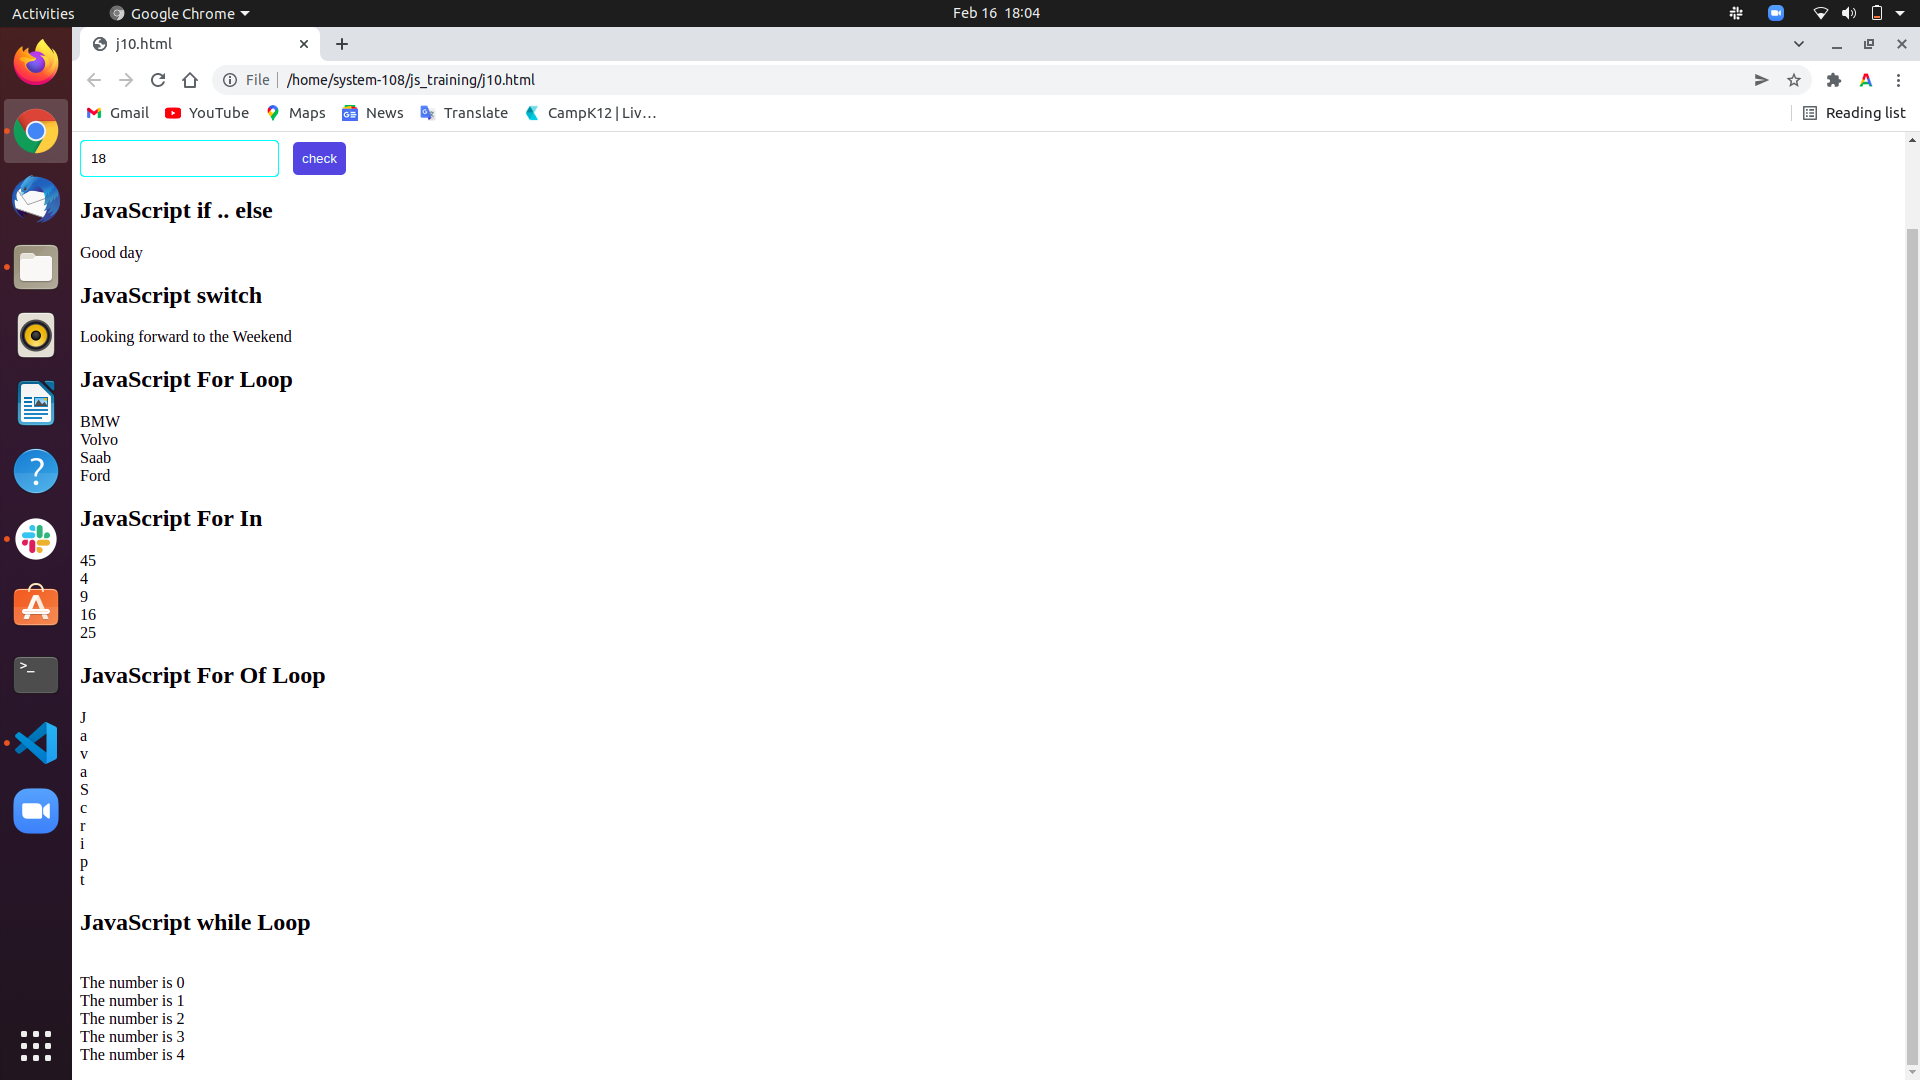 Activities
Google Chrome
Feb 16 18:04
j10.html
File
/home/system-108/js_training/j10.html
Gmail
YouTube
Maps
News
Translate
CampK12 | Liv…
Reading list
18
check
JavaScript if .. else
Good day
JavaScript switch
Looking forward to the Weekend
JavaScript For Loop
BMW
Volvo
Saab
Ford
JavaScript For In
45
4
9
16
25
JavaScript For Of Loop
J
a
v
a
S
c
r
i
p
t
JavaScript while Loop
The number is 0
The number is 1
The number is 2
The number is 3
The number is 4